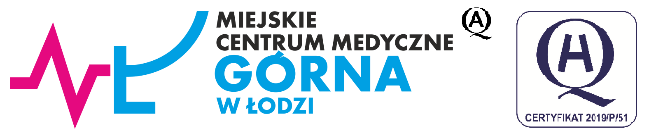 MIEJSKIE
CENTRUM MEDYCZNE
GÓRNA
W ŁODZI
CERTYFIKAT 2019/P/51